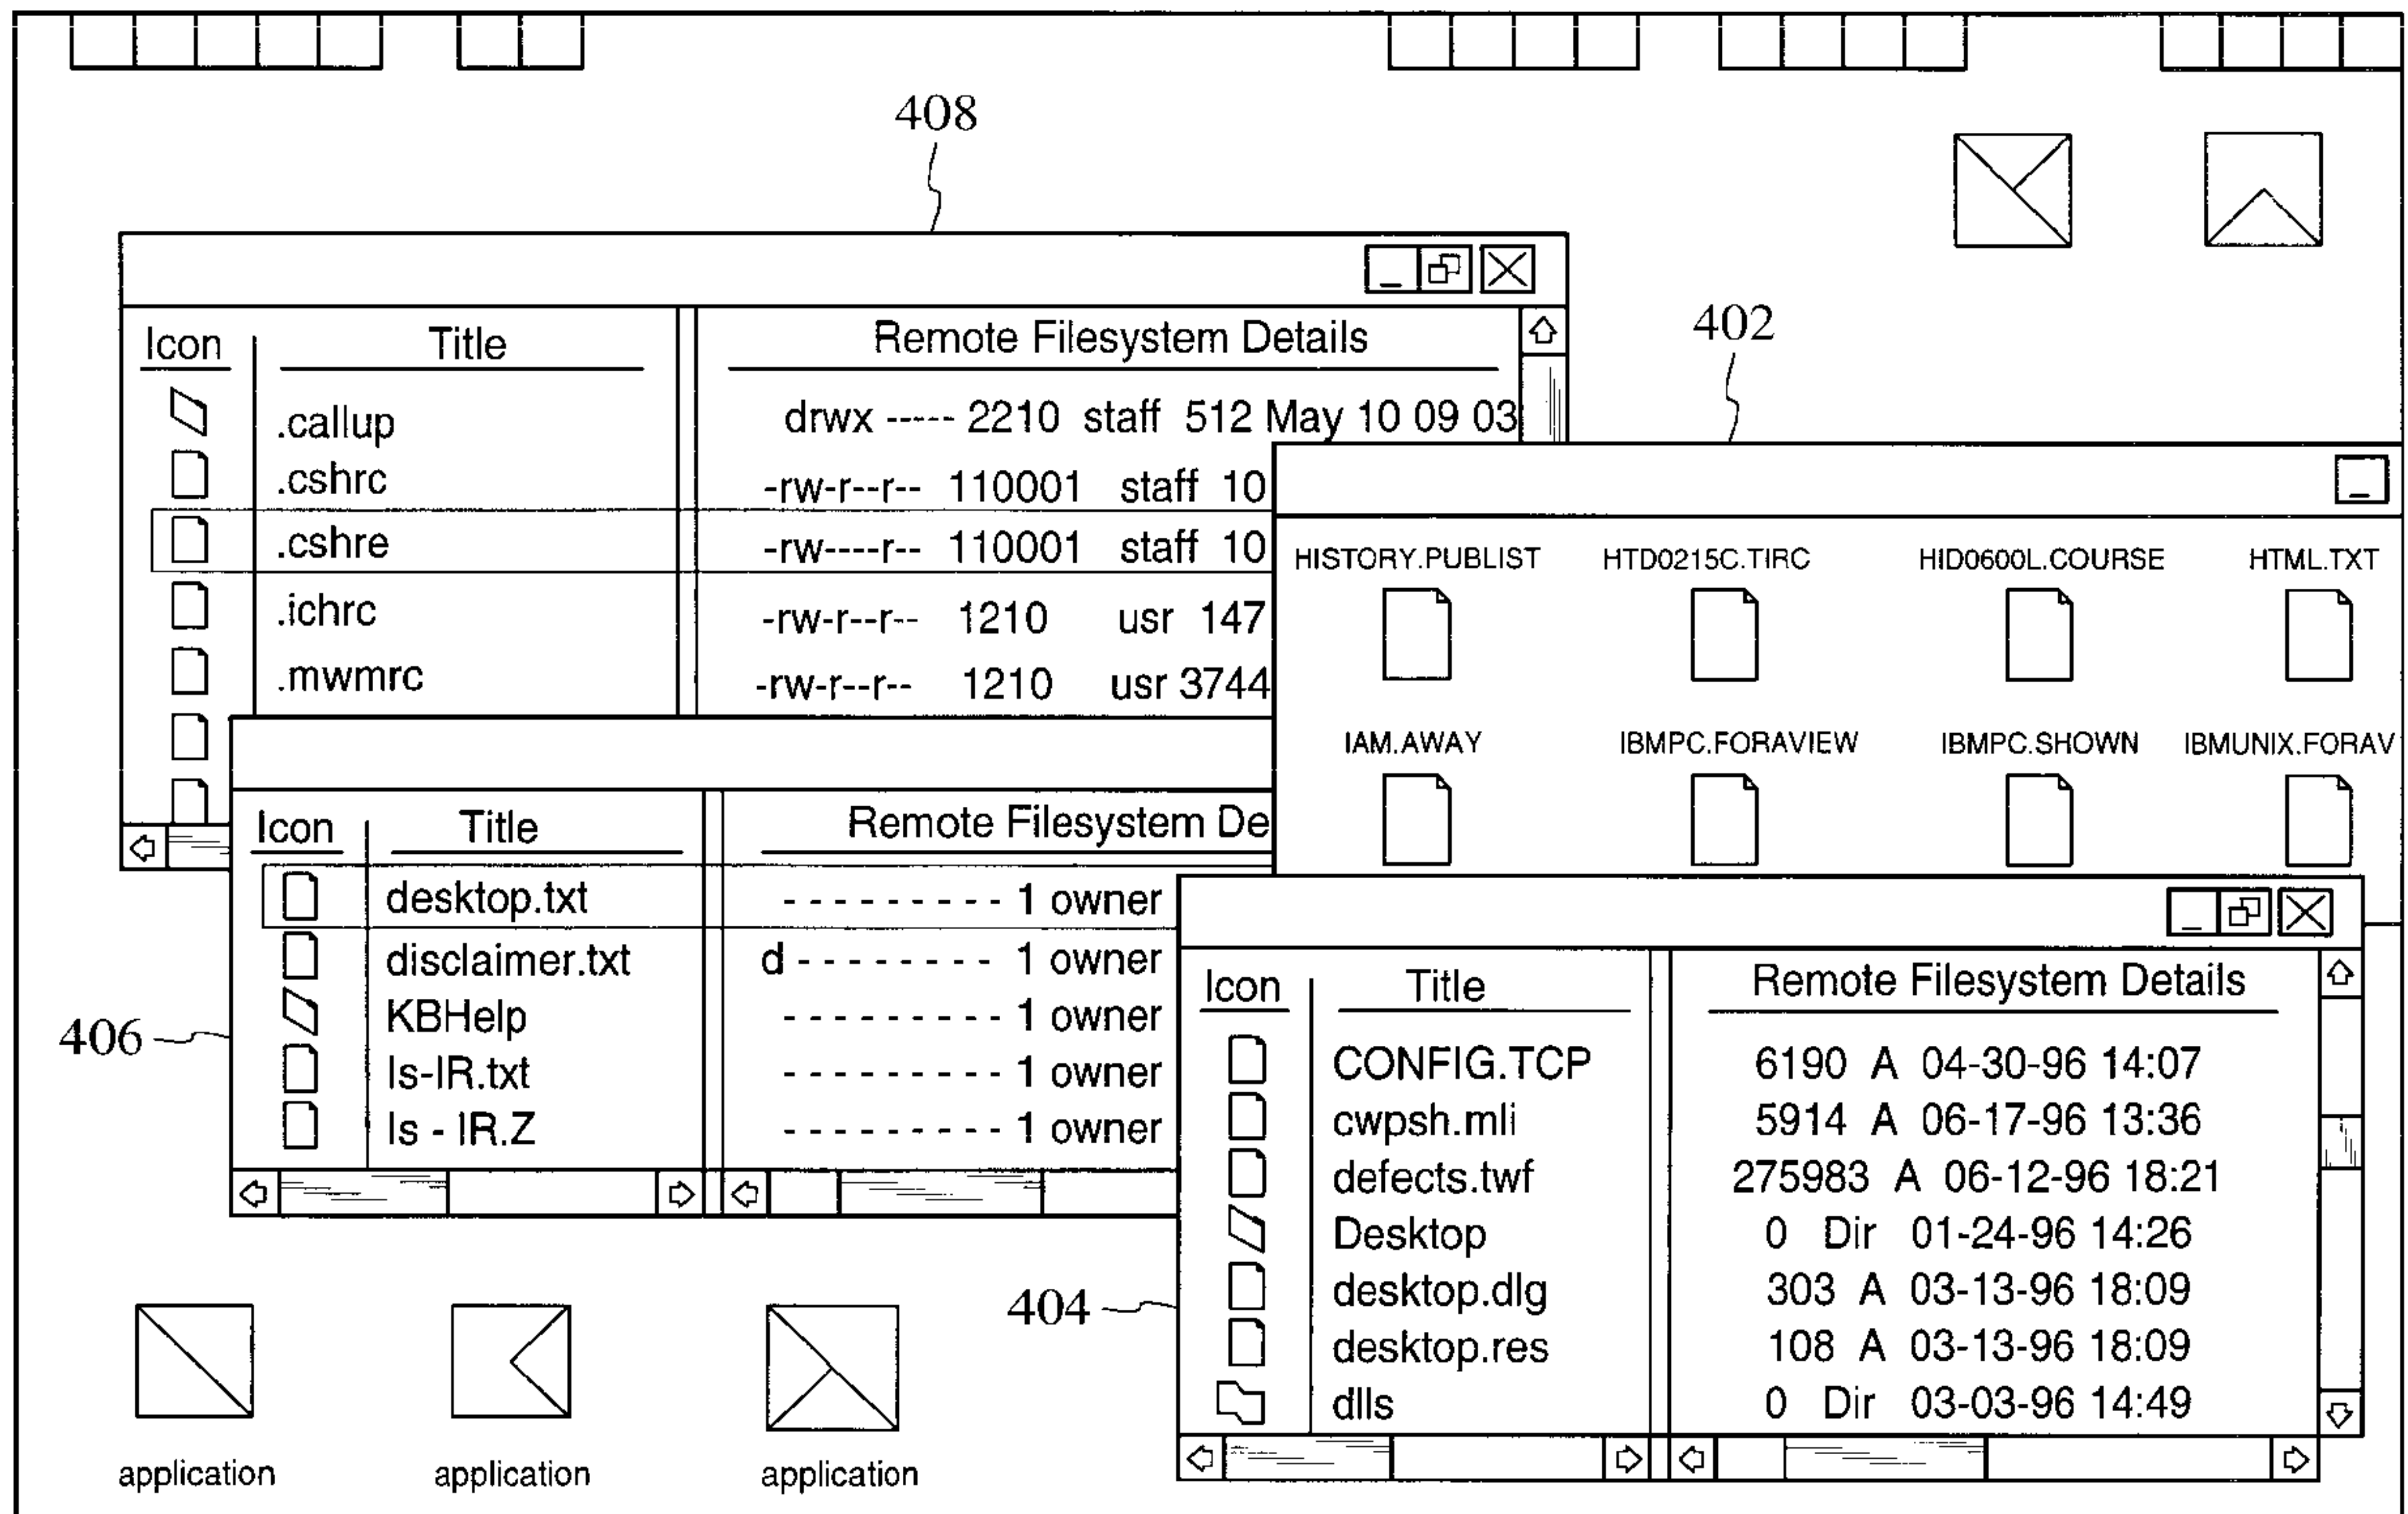 408
402
Icon Title Remote Filesystem Details
.callup drwx ----- 2210 staff 512 May 10 09 03
.cshrc -rw-r--r-- 110001 staff 10
.cshre -rw----r-- 110001 staff 10
.ichrc -rw-r--r-- 1210 usr 147
.mwmrc -rw-r--r-- 1210 usr 3744
HISTORY.PUBLIST HTD0215C.TIRC HID0600L.COURSE HTML.TXT
IAM.AWAY IBMPC.FORAVIEW IBMPC.SHOWN IBMUNIX.FORAV
406
Icon Title Remote Filesystem De
desktop.txt - - - - - - - - - 1 owner
disclaimer.txt d - - - - - - - - 1 owner
KBHelp - - - - - - - - - 1 owner
ls-IR.txt - - - - - - - - - 1 owner
ls - IR.Z - - - - - - - - - 1 owner
404
Icon Title Remote Filesystem Details
CONFIG.TCP 6190 A 04-30-96 14:07
cwpsh.mli 5914 A 06-17-96 13:36
defects.twf 275983 A 06-12-96 18:21
Desktop 0 Dir 01-24-96 14:26
desktop.dlg 303 A 03-13-96 18:09
desktop.res 108 A 03-13-96 18:09
dlls 0 Dir 03-03-96 14:49
application application application